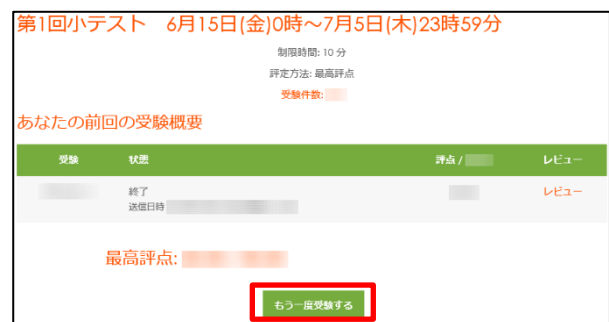 第1回小テスト 6月15日(金)0時～7月5日(木)23時59分
制限時間: 10 分
評定方法: 最高評点
受験件数:
あなたの前回の受験概要
受験 状態 評点 / レビュー
終了 レビュー
送信日時
最高評点:
もう一度受験する